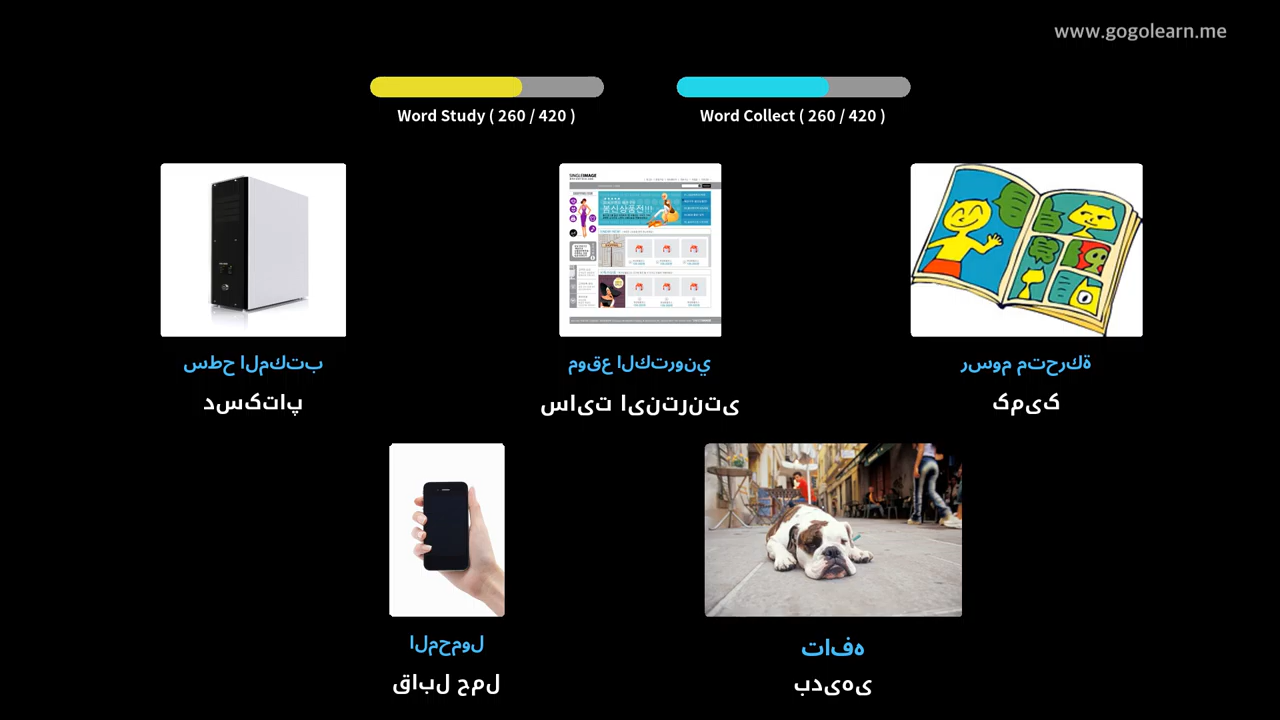 www.gogolearn.me
Word Study ( 260 / 420 )
Word Collect ( 260 / 420 )
سطح المكتب
دسکتاپ
موقع الكتروني
سایت اینترنتی
رسوم متحركة
کمیک
المحمول
قابل حمل
تافه
بدیهی